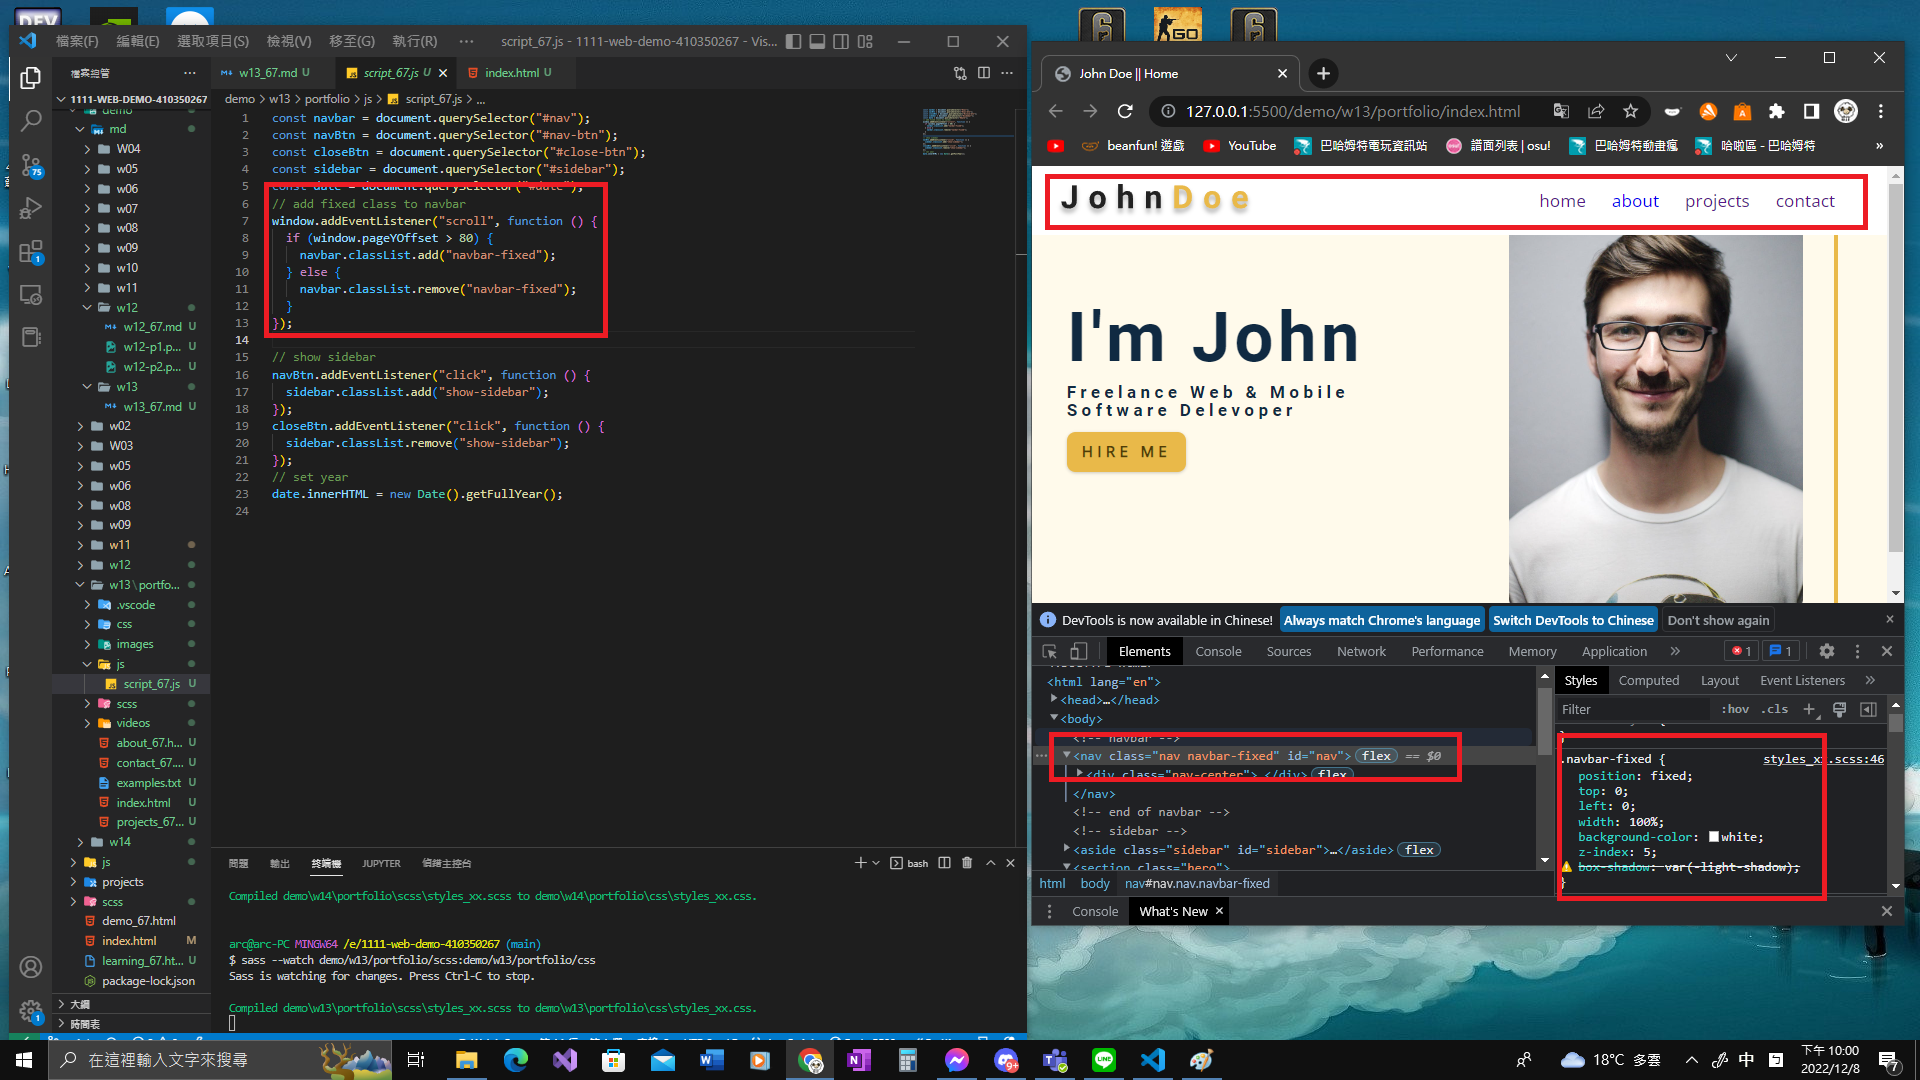 檔案(F) 編輯(E) 選取項目(S) 檢視(V) 移至(G) 執行(R) ··· script_67.js - 1111-web-demo-410350267 - Vis...
檔案總管 ···
1111-WEB-DEMO-410350267
demo
md
W04
w05
w06
w07
w08
w09
w10
w11
w12
w12_67.md U
w12-p1.p... U
w12-p2.p... U
w13
w13_67.md U
w02
W03
w05
w06
w08
w09
w11
w12
w13\portfo...
.vscode
css
images
js
script_67.js U
scss
videos
about_67.h... U
contact_67.... U
examples.txt U
index.html U
projects_67... U
w14
js
projects
scss
demo_67.html
index.html M
learning_67.ht... U
package-lock.json
大綱
時間表
75
1
1
w13_67.md U script_67.js U index.html U
demo > w13 > portfolio > js > script_67.js > ...
1 const navbar = document.querySelector("#nav");
2 const navBtn = document.querySelector("#nav-btn");
3 const closeBtn = document.querySelector("#close-btn");
4 const sidebar = document.querySelector("#sidebar");
5 const date = document.querySelector("#date");
6 // add fixed class to navbar
7 window.addEventListener("scroll", function () {
8 if (window.pageYOffset > 80) {
9 navbar.classList.add("navbar-fixed");
10 } else {
11 navbar.classList.remove("navbar-fixed");
12 }
13 });
14
15 // show sidebar
16 navBtn.addEventListener("click", function () {
17 sidebar.classList.add("show-sidebar");
18 });
19 closeBtn.addEventListener("click", function () {
20 sidebar.classList.remove("show-sidebar");
21 });
22 // set year
23 date.innerHTML = new Date().getFullYear();
24
問題 輸出 終端機 JUPYTER 偵錯主控台 bash
Compiled demo\w14\portfolio\scss\styles_xx.scss to demo\w14\portfolio\css\styles_xx.css.
arc@arc-PC MINGW64 /e/1111-web-demo-410350267 (main)
$ sass --watch demo/w13/portfolio/scss:demo/w13/portfolio/css
Sass is watching for changes. Press Ctrl-C to stop.
Compiled demo\w13\portfolio\scss\styles_xx.scss to demo\w13\portfolio\css\styles_xx.css.
John Doe || Home
127.0.0.1:5500/demo/w13/portfolio/index.html
beanfun! 遊戲 YouTube 巴哈姆特電玩資訊站 譜面列表 | osu! 巴哈姆特動畫瘋 哈啦區 - 巴哈姆特 »
JohnDoe home about projects contact
I'm John
Freelance Web & Mobile
Software Delevoper
HIRE ME
DevTools is now available in Chinese! Always match Chrome's language Switch DevTools to Chinese Don't show again
Elements Console Sources Network Performance Memory Application » 1 1
<html lang="en">
<head>…</head>
<body>
<!-- navbar -->
<nav class="nav navbar-fixed" id="nav"> flex == $0
<div class="nav-center"> </div> flex
</nav>
<!-- end of navbar -->
<!-- sidebar -->
<aside class="sidebar" id="sidebar">…</aside> flex
<section class="hero">
html body nav#nav.nav.navbar-fixed
Styles Computed Layout Event Listeners »
Filter :hov .cls
}
.navbar-fixed { styles_xx.scss:46
position: fixed;
top: 0;
left: 0;
width: 100%;
background-color: white;
z-index: 5;
box-shadow: var(-light-shadow);
}
Console What's New
在這裡輸入文字來搜尋
9+
18°C 多雲 中 下午 10:00
2022/12/8
7